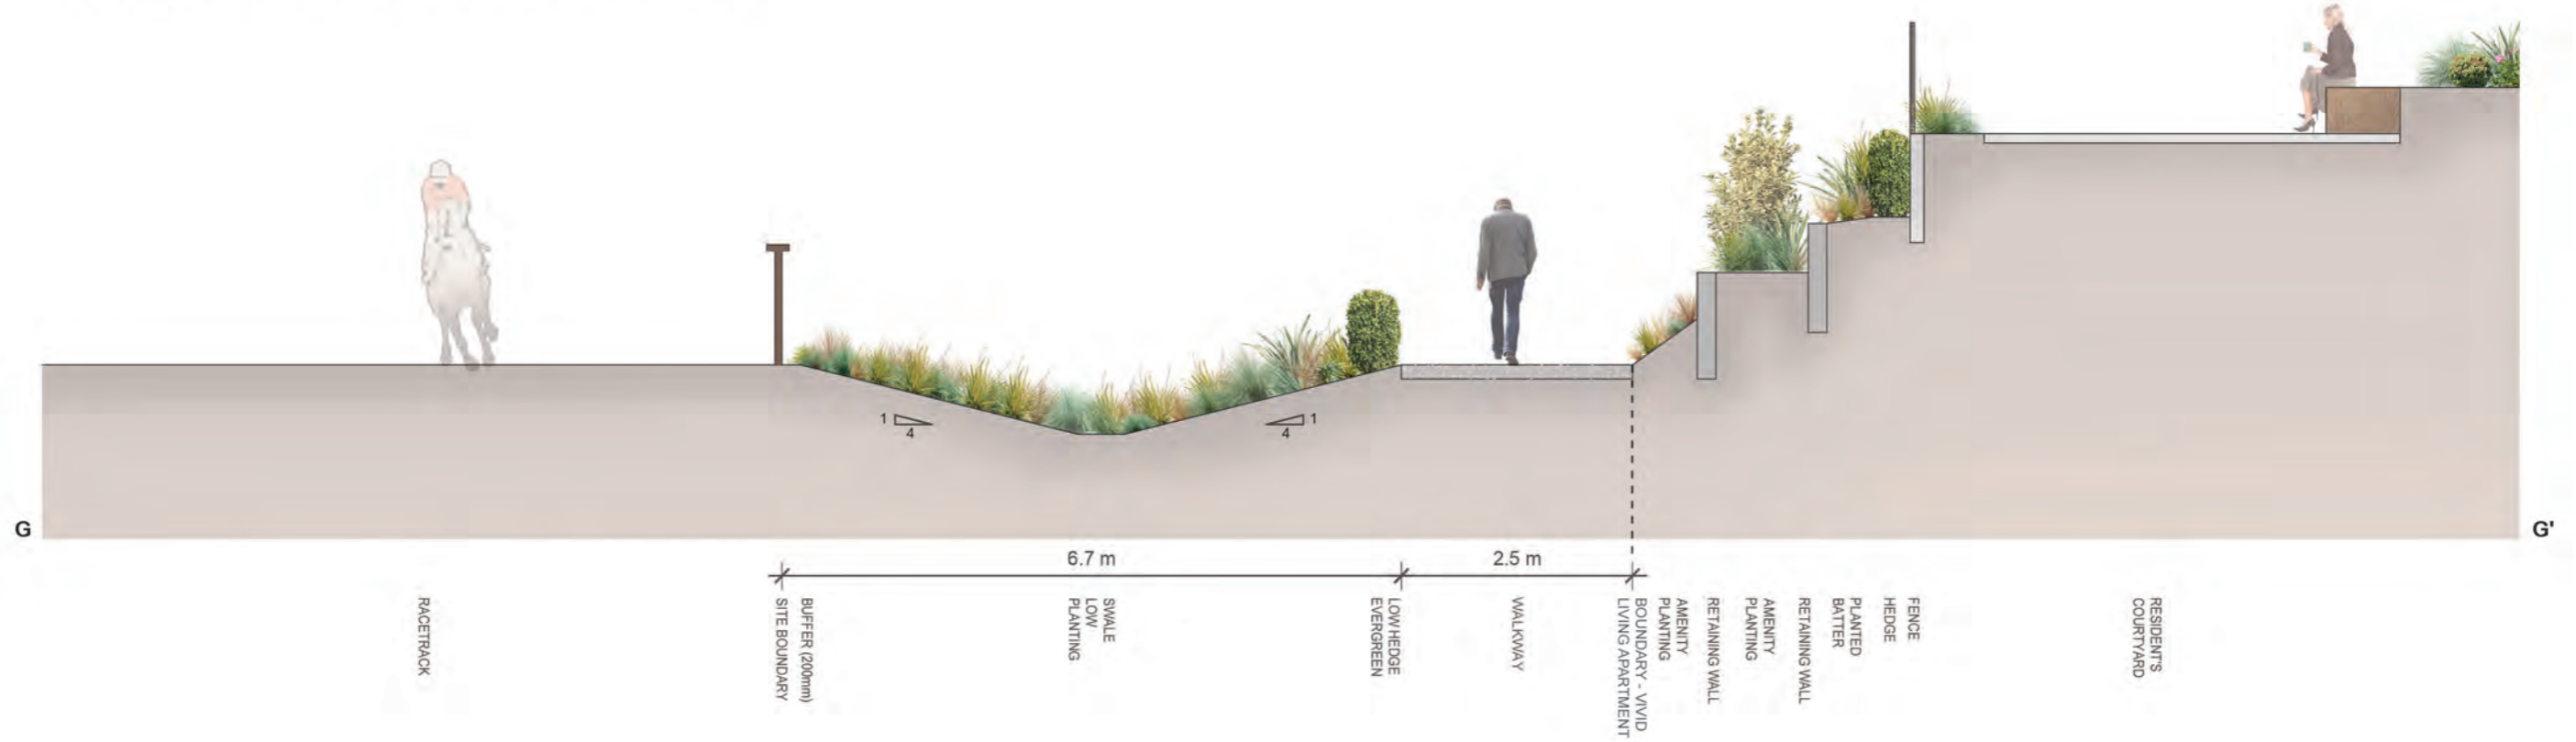 1
4
1
4
G
G'
6.7 m
2.5 m
RACETRACK
BUFFER (200mm)
SITE BOUNDARY
SWALE
LOW
PLANTING
LOW HEDGE
EVERGREEN
WALKWAY
BOUNDARY - VIVID
LIVING APARTMENT
AMENITY
PLANTING
RETAINING WALL
AMENITY
PLANTING
RETAINING WALL
PLANTED
BATTER
HEDGE
FENCE
RESIDENT'S
COURTYARD